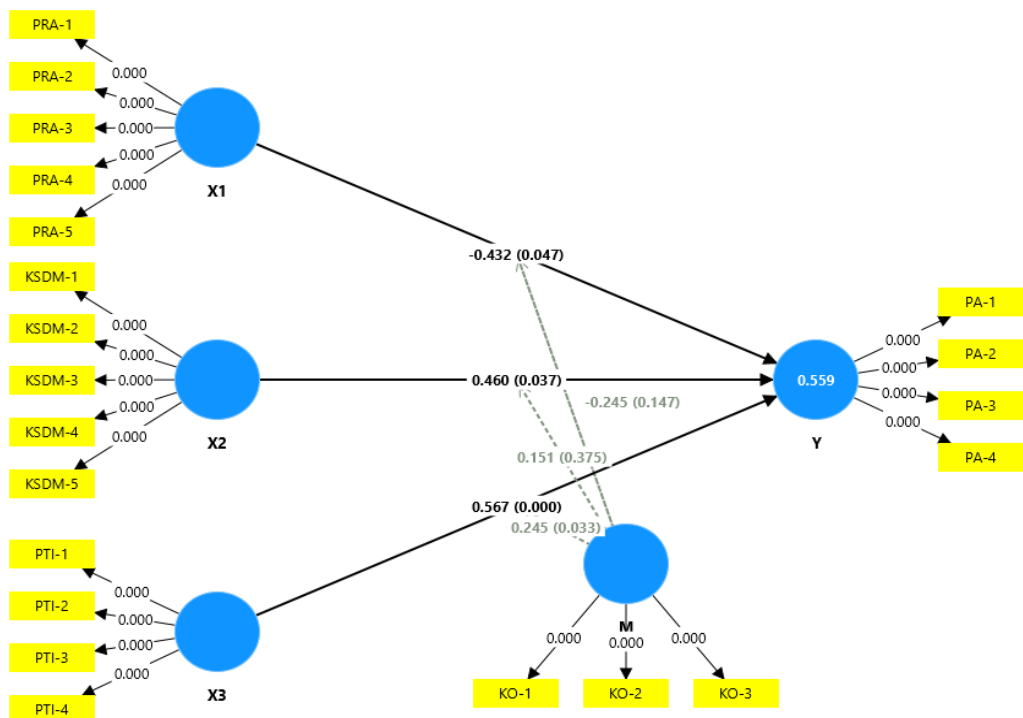 PRA-1
0.000
PRA-2
0.000
PRA-3
0.000
PRA-4
0.000
PRA-5
0.000
X1
KSDM-1
0.000
KSDM-2
0.000
KSDM-3
0.000
KSDM-4
0.000
KSDM-5
0.000
X2
PTI-1
0.000
PTI-2
0.000
PTI-3
0.000
PTI-4
0.000
X3
-0.432 (0.047)
0.460 (0.037)
-0.245 (0.147)
0.151 (0.375)
0.567 (0.000)
0.245 (0.033)
M
0.000
0.000
0.000
KO-1
KO-2
KO-3
0.559
Y
0.000
PA-1
0.000
PA-2
0.000
PA-3
0.000
PA-4